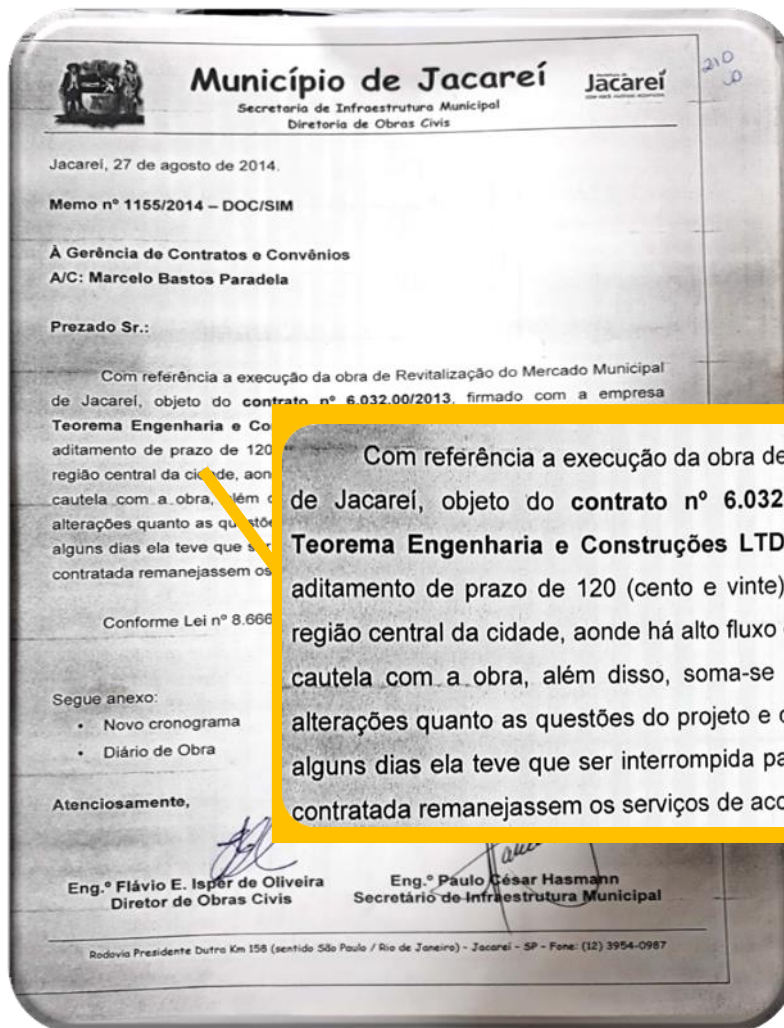 Município de Jacareí
Jacareí
Secretaria de Infraestrutura Municipal
Diretoria de Obras Civis
210
Jacareí, 27 de agosto de 2014.
Memo nº 1155/2014 – DOC/SIM
À Gerência de Contratos e Convênios
A/C: Marcelo Bastos Paradela
Prezado Sr.:
Com referência a execução da obra de Revitalização do Mercado Municipal
de Jacareí, objeto do contrato nº 6.032.00/2013, firmado com a empresa
Teorema Engenharia e Co
aditamento de prazo de 120
região central da cidade, aon
cautela com a obra, além
alterações quanto as questõe
alguns dias ela teve que
contratada remanejassem os
Conforme Lei nº 8.666
Segue anexo:
• Novo cronograma
• Diário de Obra
Atenciosamente,
Eng.º Flávio E. Isper de Oliveira
Diretor de Obras Civis
Eng.º Paulo César Hasmann
Secretário de Infraestrutura Municipal
Rodovia Presidente Dutra Km 158 (sentido São Paulo / Rio de Janeiro) - Jacareí - SP - Fone: (12) 3954-0987
Com referência a execução da obra de
de Jacareí, objeto do contrato nº 6.032
Teorema Engenharia e Construções LTD
aditamento de prazo de 120 (cento e vinte)
região central da cidade, aonde há alto fluxo
cautela com a obra, além disso, soma-se
alterações quanto as questões do projeto e
alguns dias ela teve que ser interrompida pa
contratada remanejassem os serviços de aco